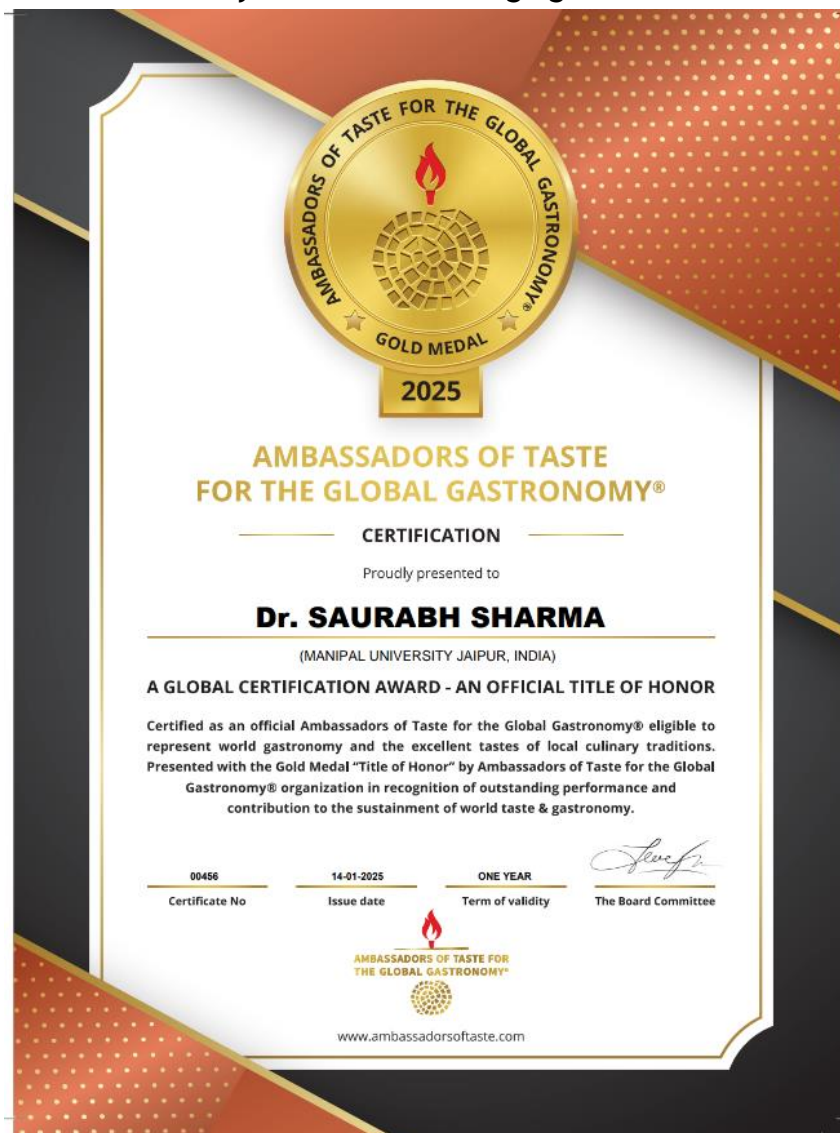 AMBASSADORS OF TASTE FOR THE GLOBAL GASTRONOMY®
GOLD MEDAL
2025
AMBASSADORS OF TASTE
FOR THE GLOBAL GASTRONOMY®
CERTIFICATION
Proudly presented to
Dr. SAURABH SHARMA
(MANIPAL UNIVERSITY JAIPUR, INDIA)
A GLOBAL CERTIFICATION AWARD - AN OFFICIAL TITLE OF HONOR
Certified as an official Ambassadors of Taste for the Global Gastronomy® eligible to
represent world gastronomy and the excellent tastes of local culinary traditions.
Presented with the Gold Medal “Title of Honor” by Ambassadors of Taste for the Global
Gastronomy® organization in recognition of outstanding performance and
contribution to the sustainment of world taste & gastronomy.
00456 14-01-2025 ONE YEAR
Certificate No Issue date Term of validity The Board Committee
AMBASSADORS OF TASTE FOR
THE GLOBAL GASTRONOMY®
www.ambassadorsoftaste.com